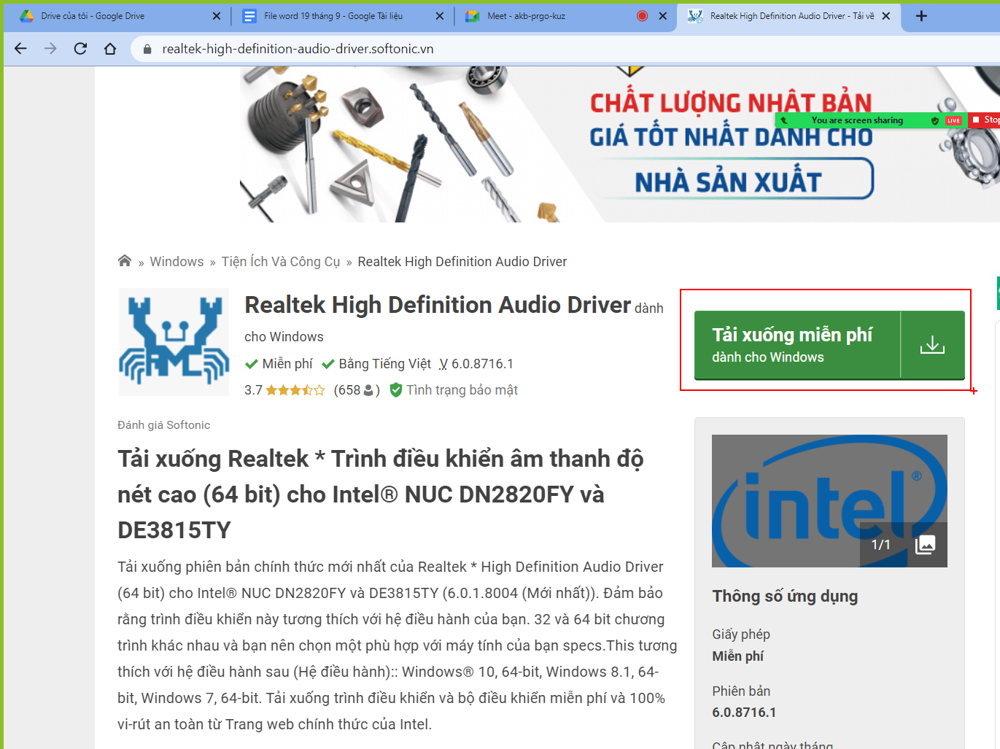 Drive của tôi - Google Drive
File word 19 tháng 9 - Google Tài liệu
Meet - akb-prgo-kuz
Realtek High Definition Audio Driver - Tải về
realtek-high-definition-audio-driver.softonic.vn
CHẤT LƯỢNG NHẬT BẢN
You are screen sharing
LIVE
Stop
GIÁ TỐT NHẤT DÀNH CHO
NHÀ SẢN XUẤT
» Windows » Tiện Ích Và Công Cụ » Realtek High Definition Audio Driver
Realtek High Definition Audio Driver dành
cho Windows
Miễn phí Bằng Tiếng Việt V 6.0.8716.1
3.7 (658 ) Tình trạng bảo mật
Tải xuống miễn phí
dành cho Windows
Đánh giá Softonic
Tải xuống Realtek * Trình điều khiển âm thanh độ
nét cao (64 bit) cho Intel® NUC DN2820FY và
DE3815TY
Tải xuống phiên bản chính thức mới nhất của Realtek * High Definition Audio Driver
(64 bit) cho Intel® NUC DN2820FY và DE3815TY (6.0.1.8004 (Mới nhất)). Đảm bảo
rằng trình điều khiển này tương thích với hệ điều hành của bạn. 32 và 64 bit chương
trình khác nhau và bạn nên chọn một phù hợp với máy tính của bạn specs.This tương
thích với hệ điều hành sau (Hệ điều hành):: Windows® 10, 64-bit, Windows 8.1, 64-
bit, Windows 7, 64-bit. Tải xuống trình điều khiển và bộ điều khiển miễn phí và 100%
vi-rút an toàn từ Trang web chính thức của Intel.
intel®
1/1
Thông số ứng dụng
Giấy phép
Miễn phí
Phiên bản
6.0.8716.1
Cập nhật ngày tháng